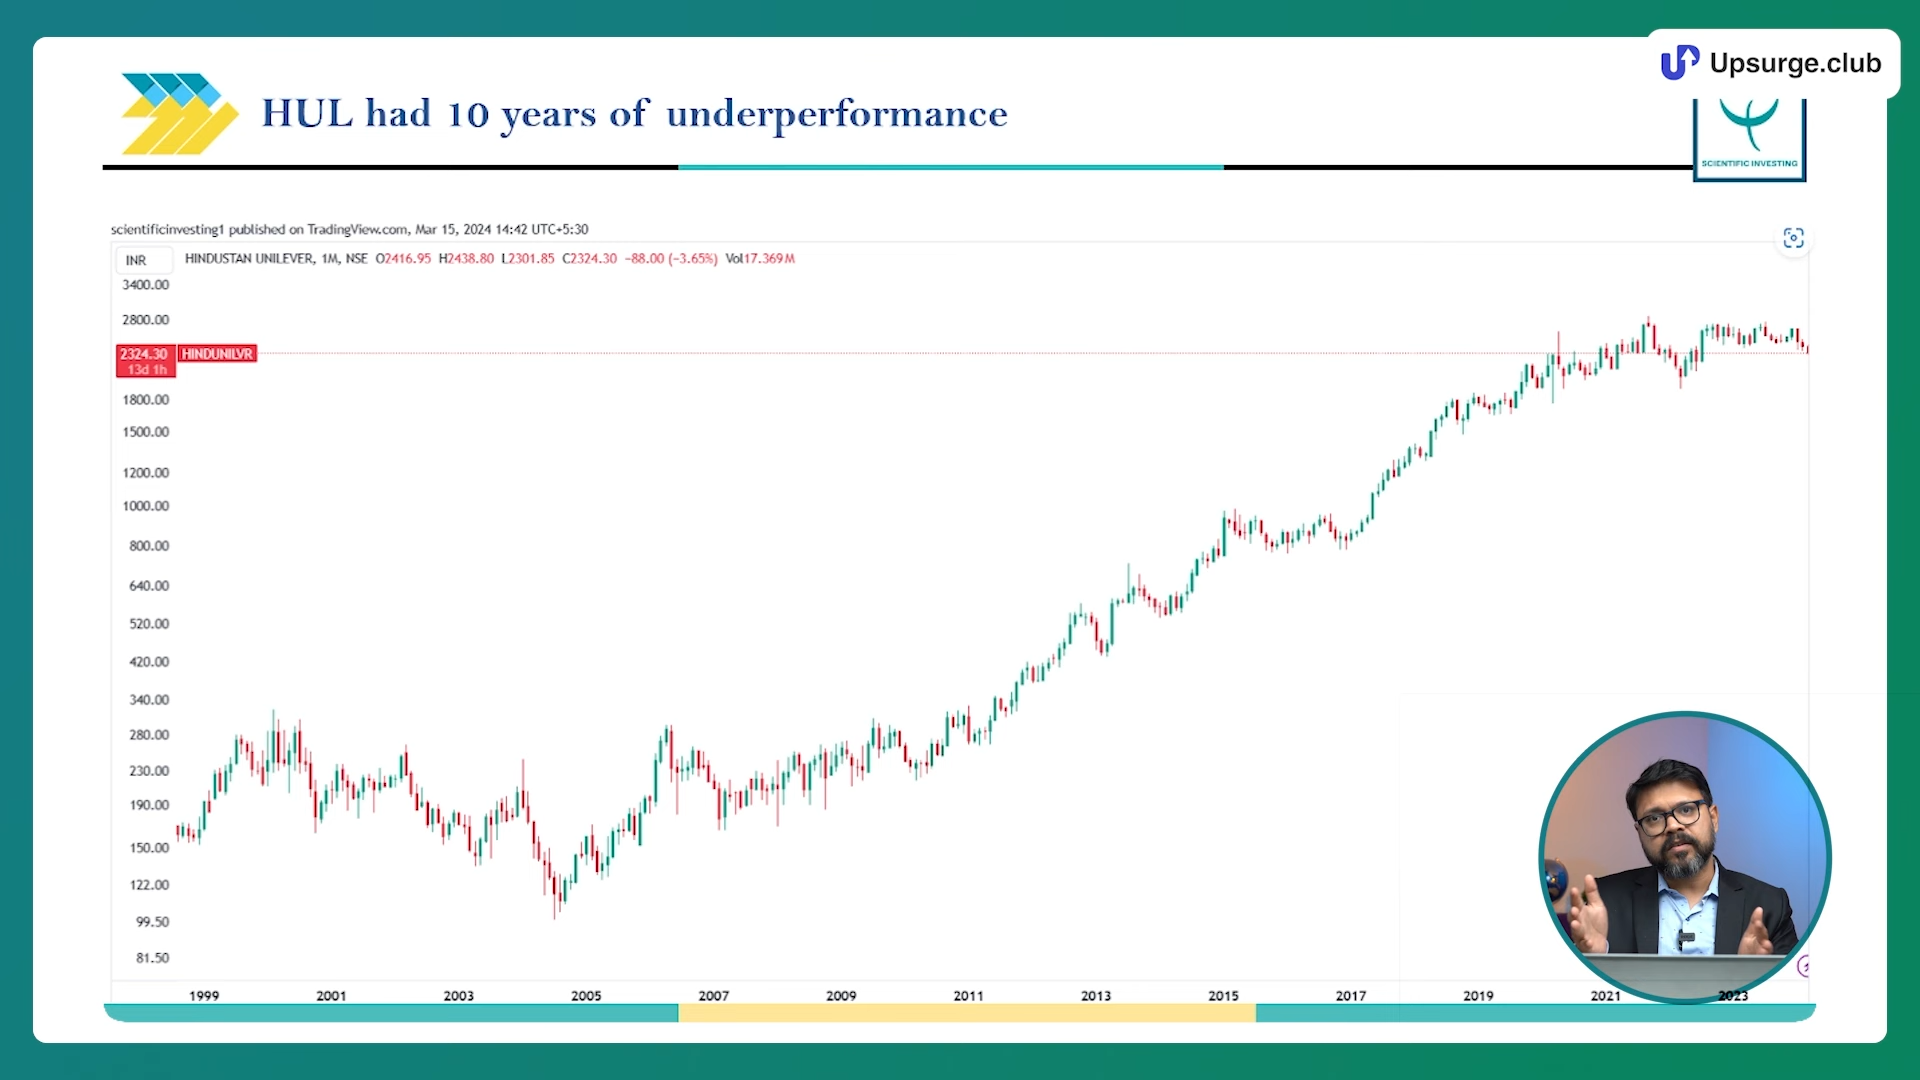 Upsurge.club
HUL had 10 years of underperformance
SCIENTIFIC INVESTING
scientificinvesting1 published on TradingView.com, Mar 15, 2024 14:42 UTC+5:30
INR HINDUSTAN UNILEVER, 1M, NSE O2416.95 H2438.80 L2301.85 C2324.30 −88.00 (−3.65%) Vol17.369M
3400.00
2800.00
2324.30 HINDUNILVR
13d 1h
1800.00
1500.00
1200.00
1000.00
800.00
640.00
520.00
420.00
340.00
280.00
230.00
190.00
150.00
122.00
99.50
81.50
1999 2001 2003 2005 2007 2009 2011 2013 2015 2017 2019 2021 2023